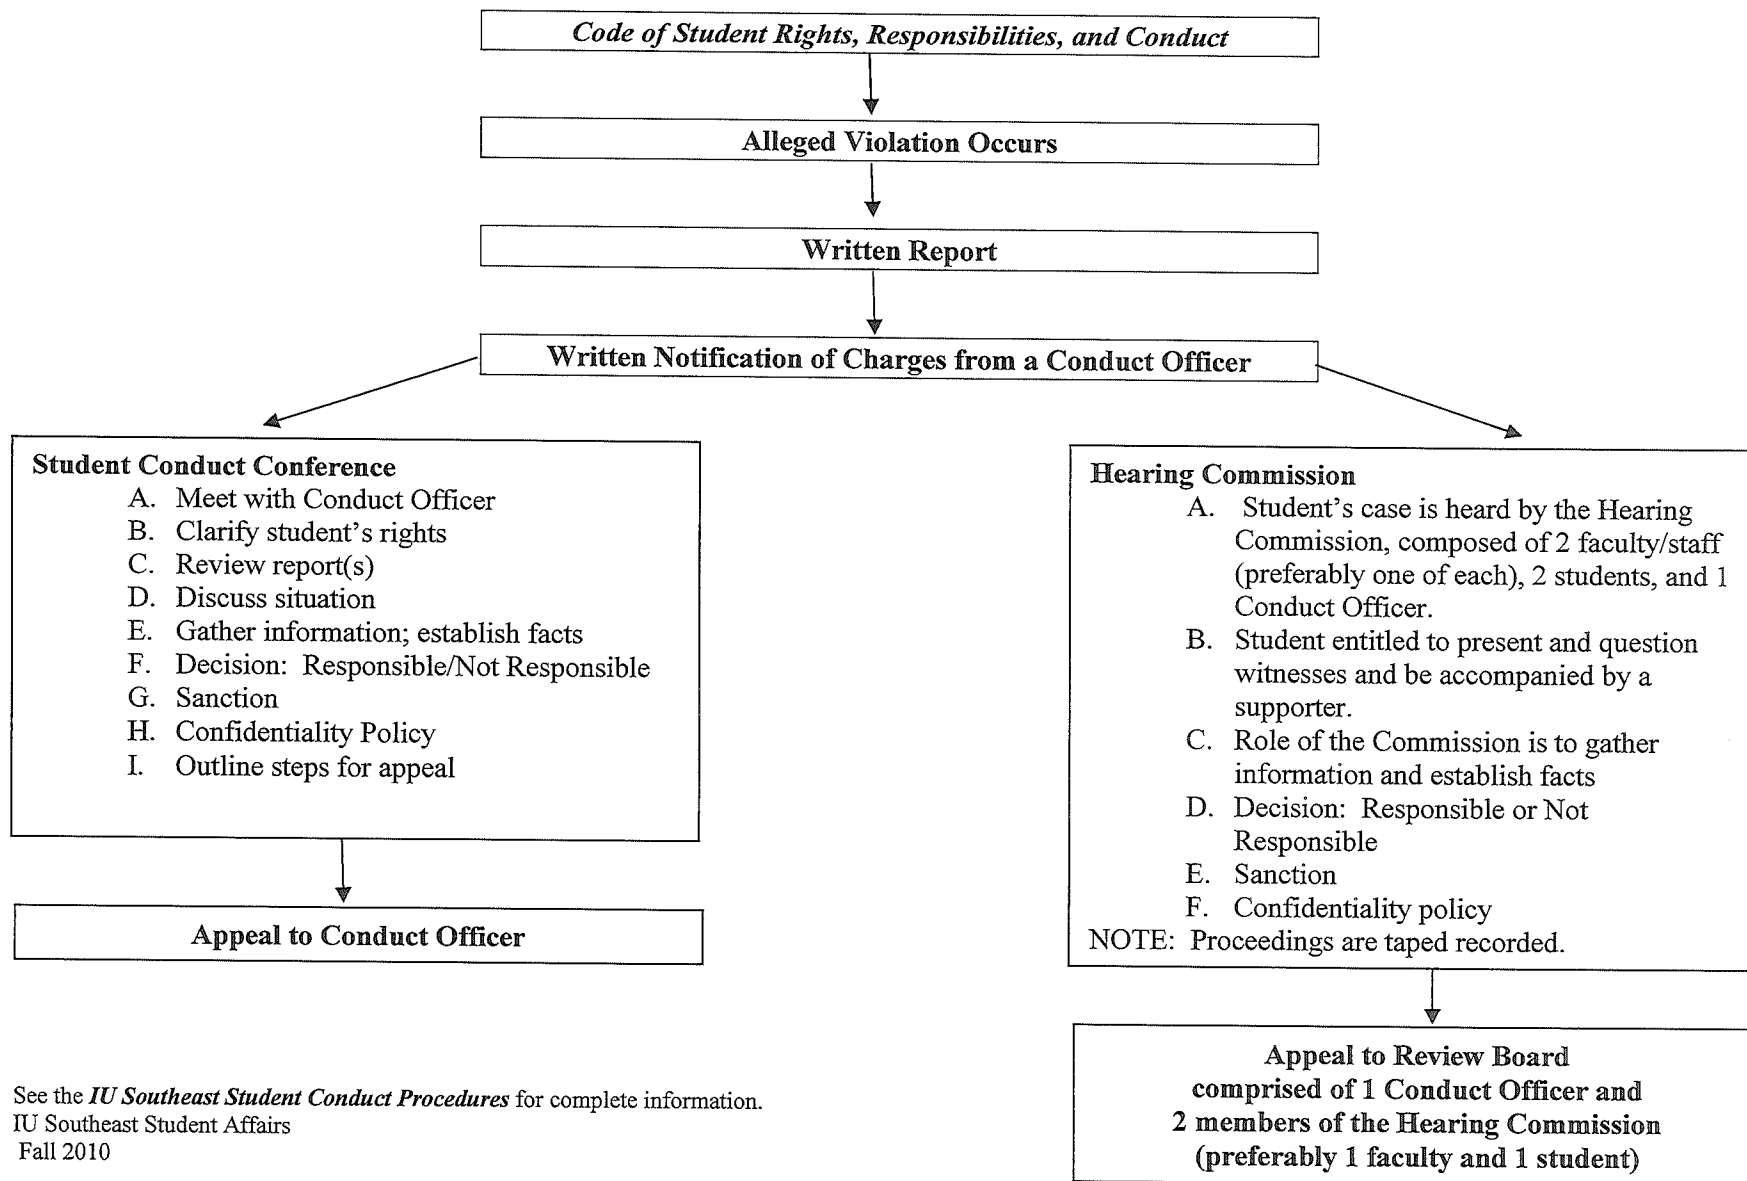 Code of Student Rights, Responsibilities, and Conduct
Alleged Violation Occurs
Written Report
Written Notification of Charges from a Conduct Officer
Student Conduct Conference
A. Meet with Conduct Officer
B. Clarify student's rights
C. Review report(s)
D. Discuss situation
E. Gather information; establish facts
F. Decision: Responsible/Not Responsible
G. Sanction
H. Confidentiality Policy
I. Outline steps for appeal
Appeal to Conduct Officer
Hearing Commission
A. Student's case is heard by the Hearing
Commission, composed of 2 faculty/staff
(preferably one of each), 2 students, and 1
Conduct Officer.
B. Student entitled to present and question
witnesses and be accompanied by a
supporter.
C. Role of the Commission is to gather
information and establish facts
D. Decision: Responsible or Not
Responsible
E. Sanction
F. Confidentiality policy
NOTE: Proceedings are taped recorded.
Appeal to Review Board
comprised of 1 Conduct Officer and
2 members of the Hearing Commission
(preferably 1 faculty and 1 student)
See the IU Southeast Student Conduct Procedures for complete information.
IU Southeast Student Affairs
Fall 2010